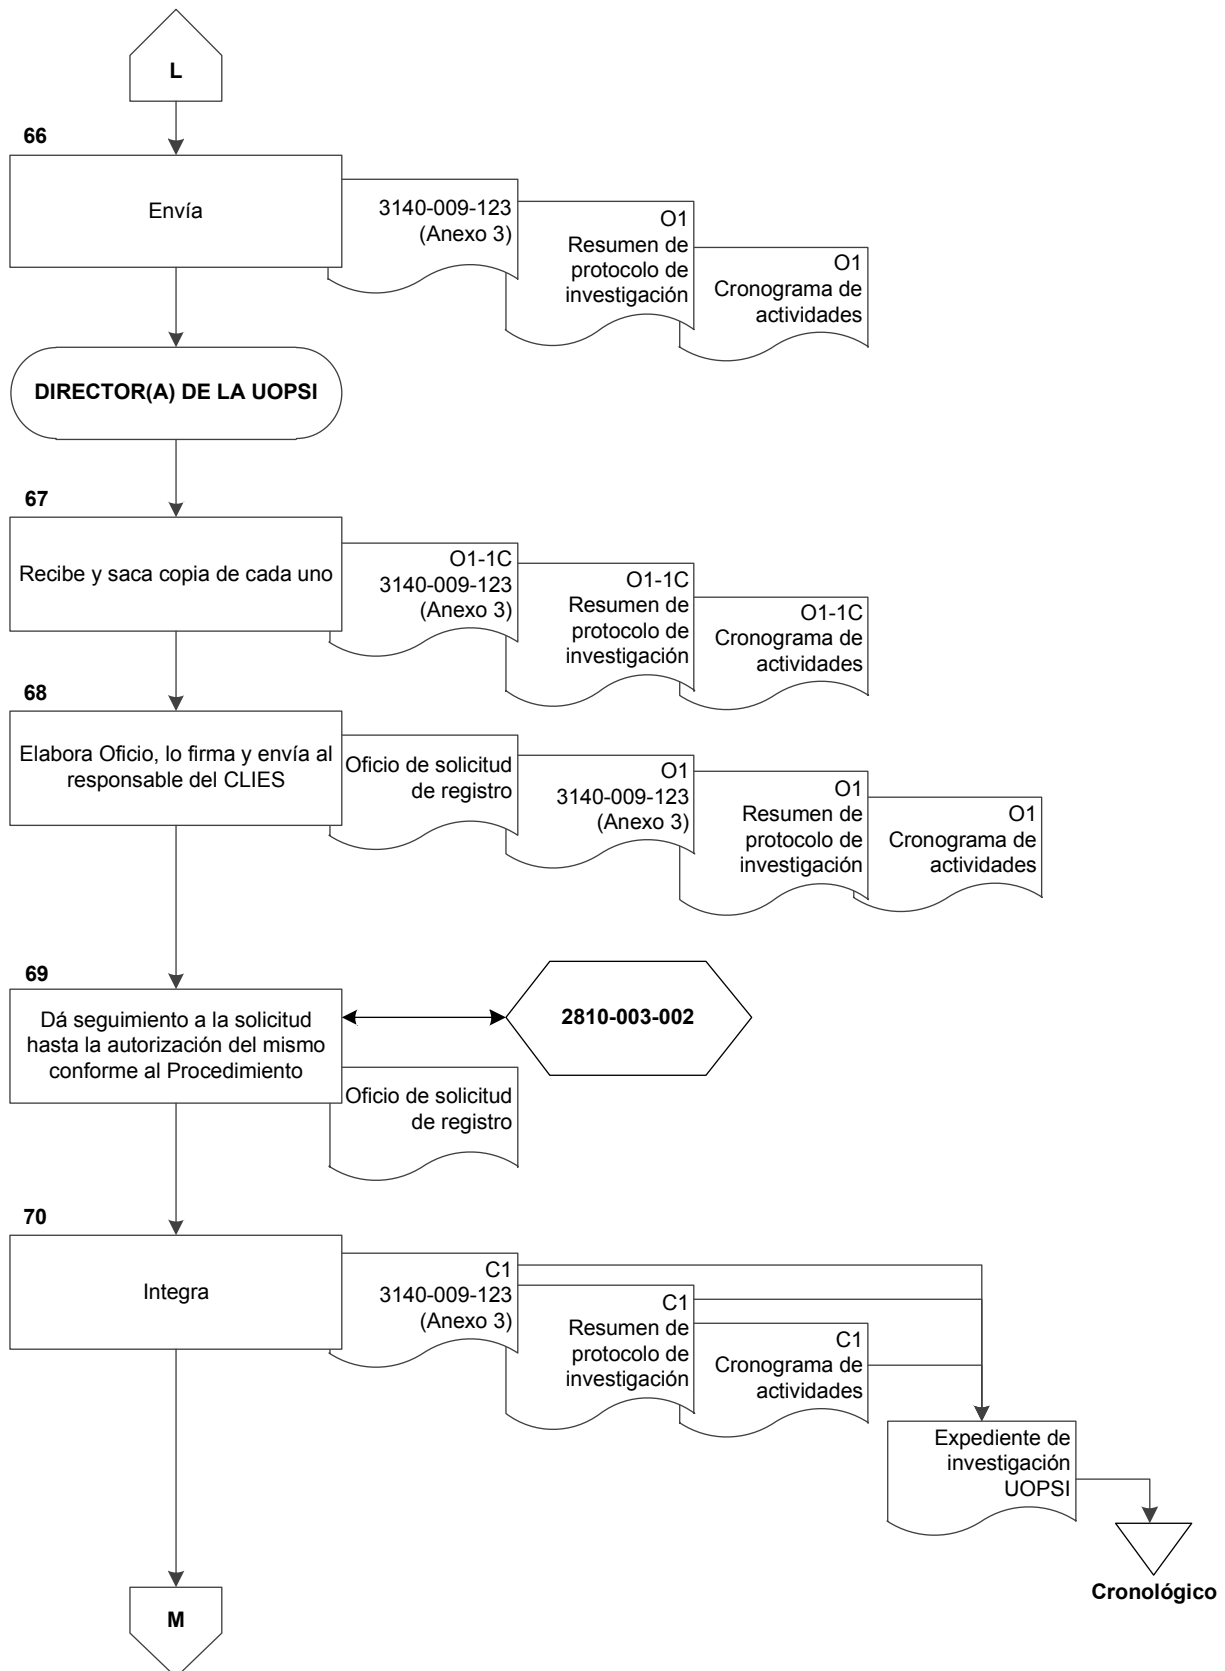 L
66
Envía
3140-009-123
(Anexo 3)
O1
Resumen de
protocolo de
investigación
O1
Cronograma de
actividades
DIRECTOR(A) DE LA UOPSI
67
Recibe y saca copia de cada uno
O1-1C
3140-009-123
(Anexo 3)
O1-1C
Resumen de
protocolo de
investigación
O1-1C
Cronograma de
actividades
68
Elabora Oficio, lo firma y envía al
responsable del CLIES
Oficio de solicitud
de registro
O1
3140-009-123
(Anexo 3)
O1
Resumen de
protocolo de
investigación
O1
Cronograma de
actividades
69
Dá seguimiento a la solicitud
hasta la autorización del mismo
conforme al Procedimiento
2810-003-002
Oficio de solicitud
de registro
70
Integra
C1
3140-009-123
(Anexo 3)
C1
Resumen de
protocolo de
investigación
C1
Cronograma de
actividades
Expediente de
investigación
UOPSI
Cronológico
M